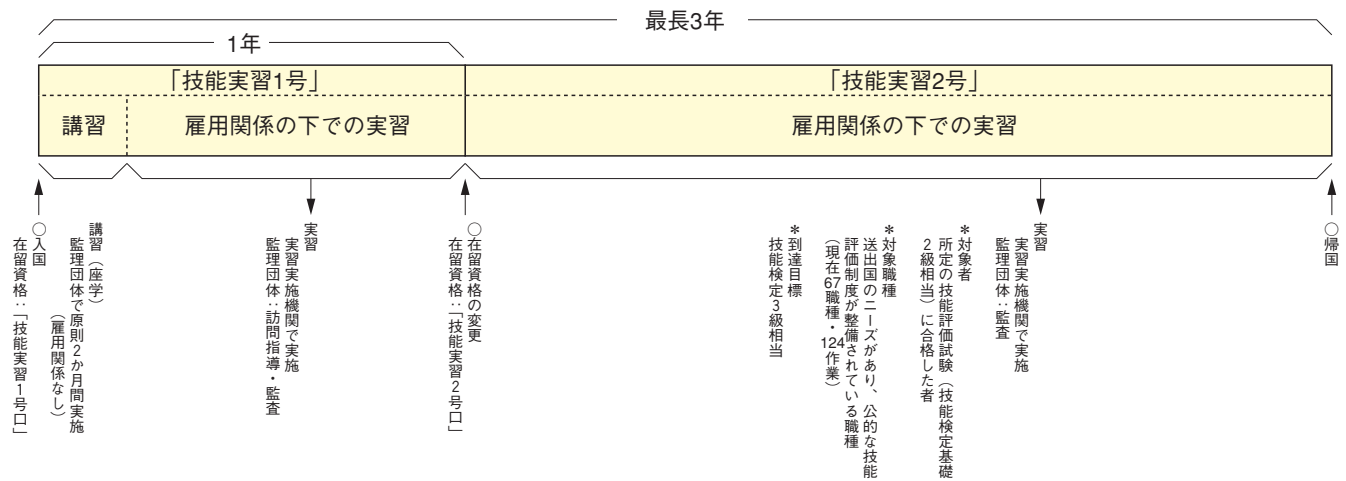 最長3年
1年
「技能実習1号」
「技能実習2号」
講習
雇用関係の下での実習
雇用関係の下での実習
○入国
在留資格：「技能実習1号ロ」
講習（座学）
監理団体で原則2か月間実施
（雇用関係なし）
実習
実習実施機関で実施
監理団体：訪問指導・監査
○在留資格の変更
在留資格：「技能実習2号ロ」
実習
実習実施機関で実施
監理団体：監査
＊対象者
所定の技能評価試験（技能検定基礎
2級相当）に合格した者
＊対象職種
送出国のニーズがあり、公的な技能
評価制度が整備されている職種
（現在67職種・124作業）
＊到達目標
技能検定3級相当
○帰国